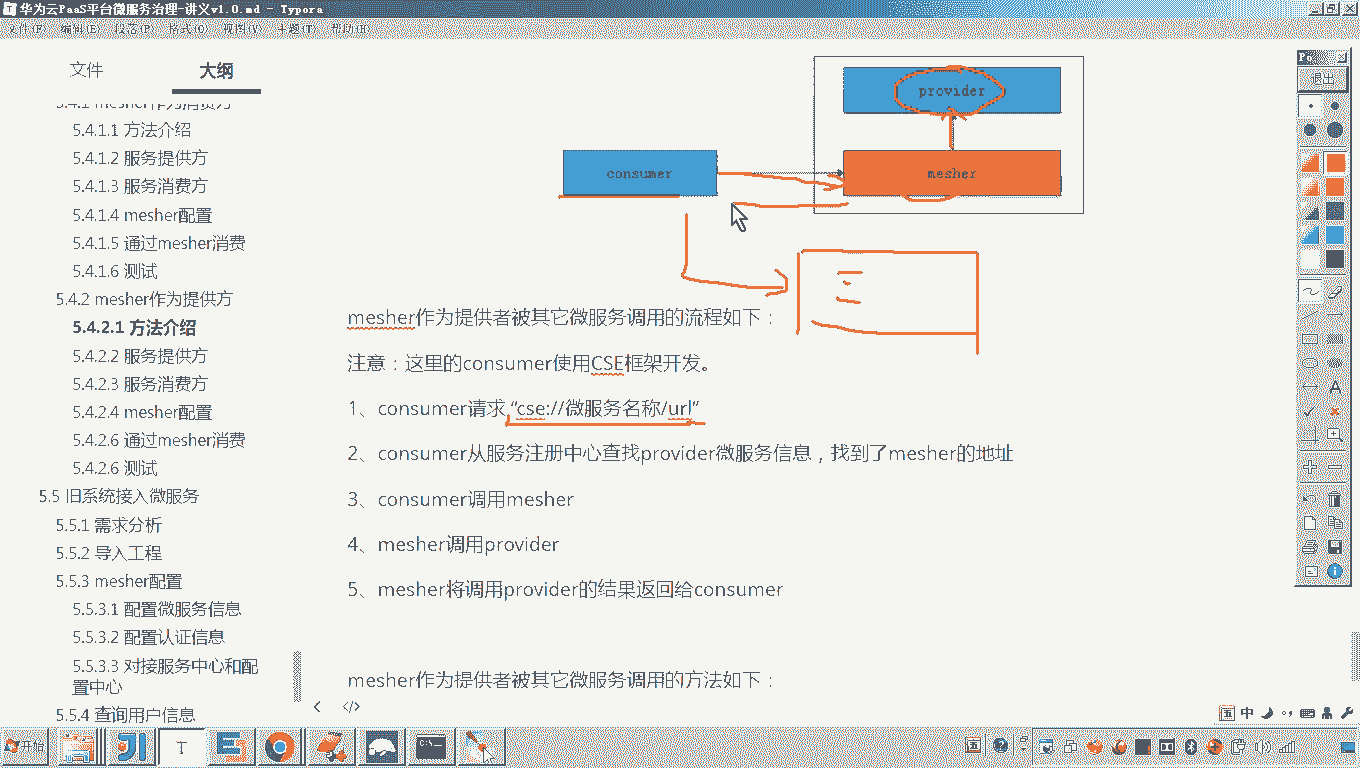 华为云PaaS平台微服务治理-讲义v1.0.md - Typora
文件(F) 编辑(E) 段落(P) 格式(O) 视图(V) 主题(T) 帮助(H)
文件 大纲
5.4.1 mesher作为消费方
5.4.1.1 方法介绍
5.4.1.2 服务提供方
5.4.1.3 服务消费方
5.4.1.4 mesher配置
5.4.1.5 通过mesher消费
5.4.1.6 测试
5.4.2 mesher作为提供方
5.4.2.1 方法介绍
5.4.2.2 服务提供方
5.4.2.3 服务消费方
5.4.2.4 mesher配置
5.4.2.6 通过mesher消费
5.4.2.6 测试
5.5 旧系统接入微服务
5.5.1 需求分析
5.5.2 导入工程
5.5.3 mesher配置
5.5.3.1 配置微服务信息
5.5.3.2 配置认证信息
5.5.3.3 对接服务中心和配
置中心
5.5.4 查询用户信息
provider
consumer
mesher
mesher作为提供者被其它微服务调用的流程如下：
注意：这里的consumer使用CSE框架开发。
1、consumer请求 “cse://微服务名称/url”
2、consumer从服务注册中心查找provider微服务信息，找到了mesher的地址
3、consumer调用mesher
4、mesher调用provider
5、mesher将调用provider的结果返回给consumer
mesher作为提供者被其它微服务调用的方法如下：
退出
A
开始
中